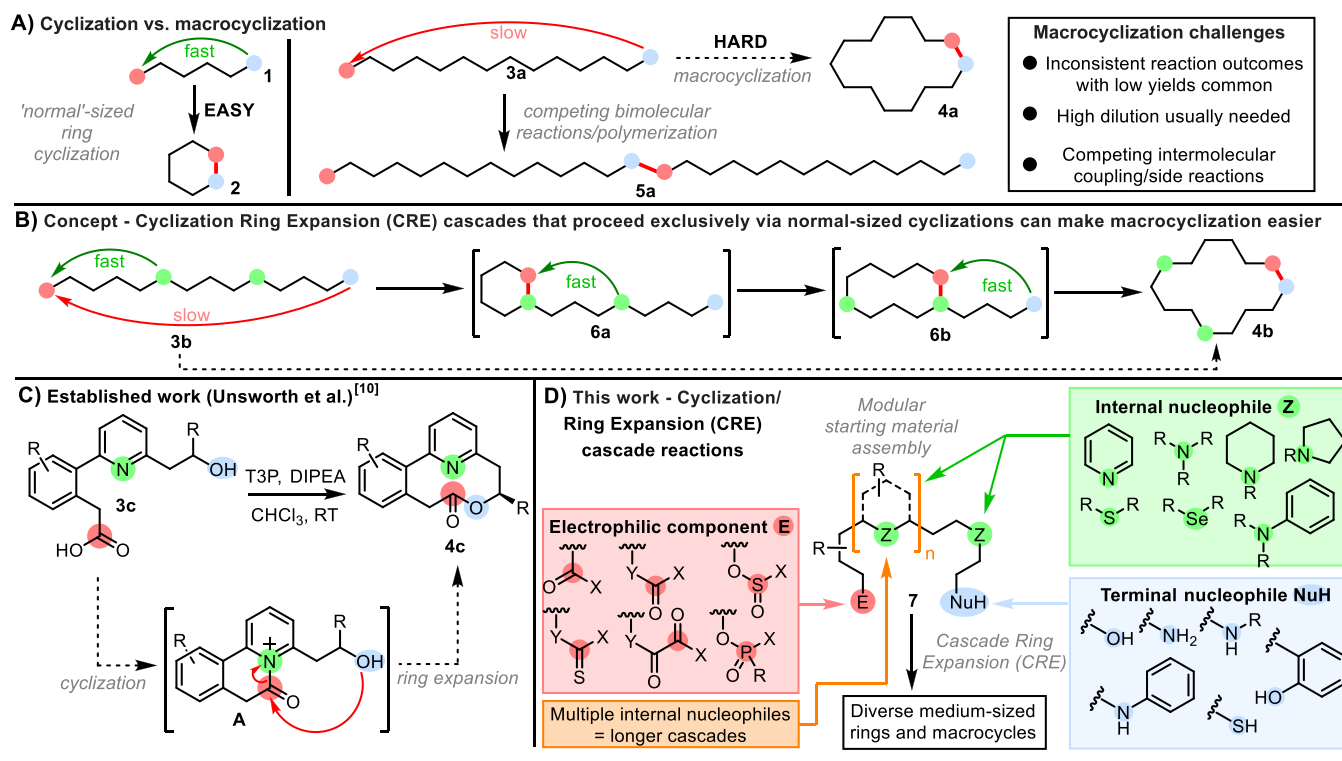 A) Cyclization vs. macrocyclization
fast
1
'normal'-sized
ring
cyclization
EASY
2
slow
3a
HARD
macrocyclization
4a
competing bimolecular
reactions/polymerization
5a
Macrocyclization challenges
Inconsistent reaction outcomes
with low yields common
High dilution usually needed
Competing intermolecular
coupling/side reactions
B) Concept - Cyclization Ring Expansion (CRE) cascades that proceed exclusively via normal-sized cyclizations can make macrocyclization easier
fast
slow
3b
fast
6a
fast
6b
4b
C) Established work (Unsworth et al.)[10]
R
R
N
OH
3c
HO
O
T3P, DIPEA
CHCl3, RT
R
N
O
O
R
4c
cyclization
R
+
N
R
OH
O
A
ring expansion
D) This work - Cyclization/
Ring Expansion (CRE)
cascade reactions
Modular
starting material
assembly
R
Z
n
Z
R
E
NuH
7
Cascade Ring
Expansion (CRE)
Diverse medium-sized
rings and macrocycles
Electrophilic component E
O
X
Y
X
O
O
S
X
O
Y
X
S
Y
O
O
X
O
P
X
O
R
Multiple internal nucleophiles
= longer cascades
Internal nucleophile Z
N
R
N
R
R
N
R
RN
R
S
R
R
Se
R
R
N
R
Terminal nucleophile NuH
OH
NH2
N
H
R
HO
N
H
SH